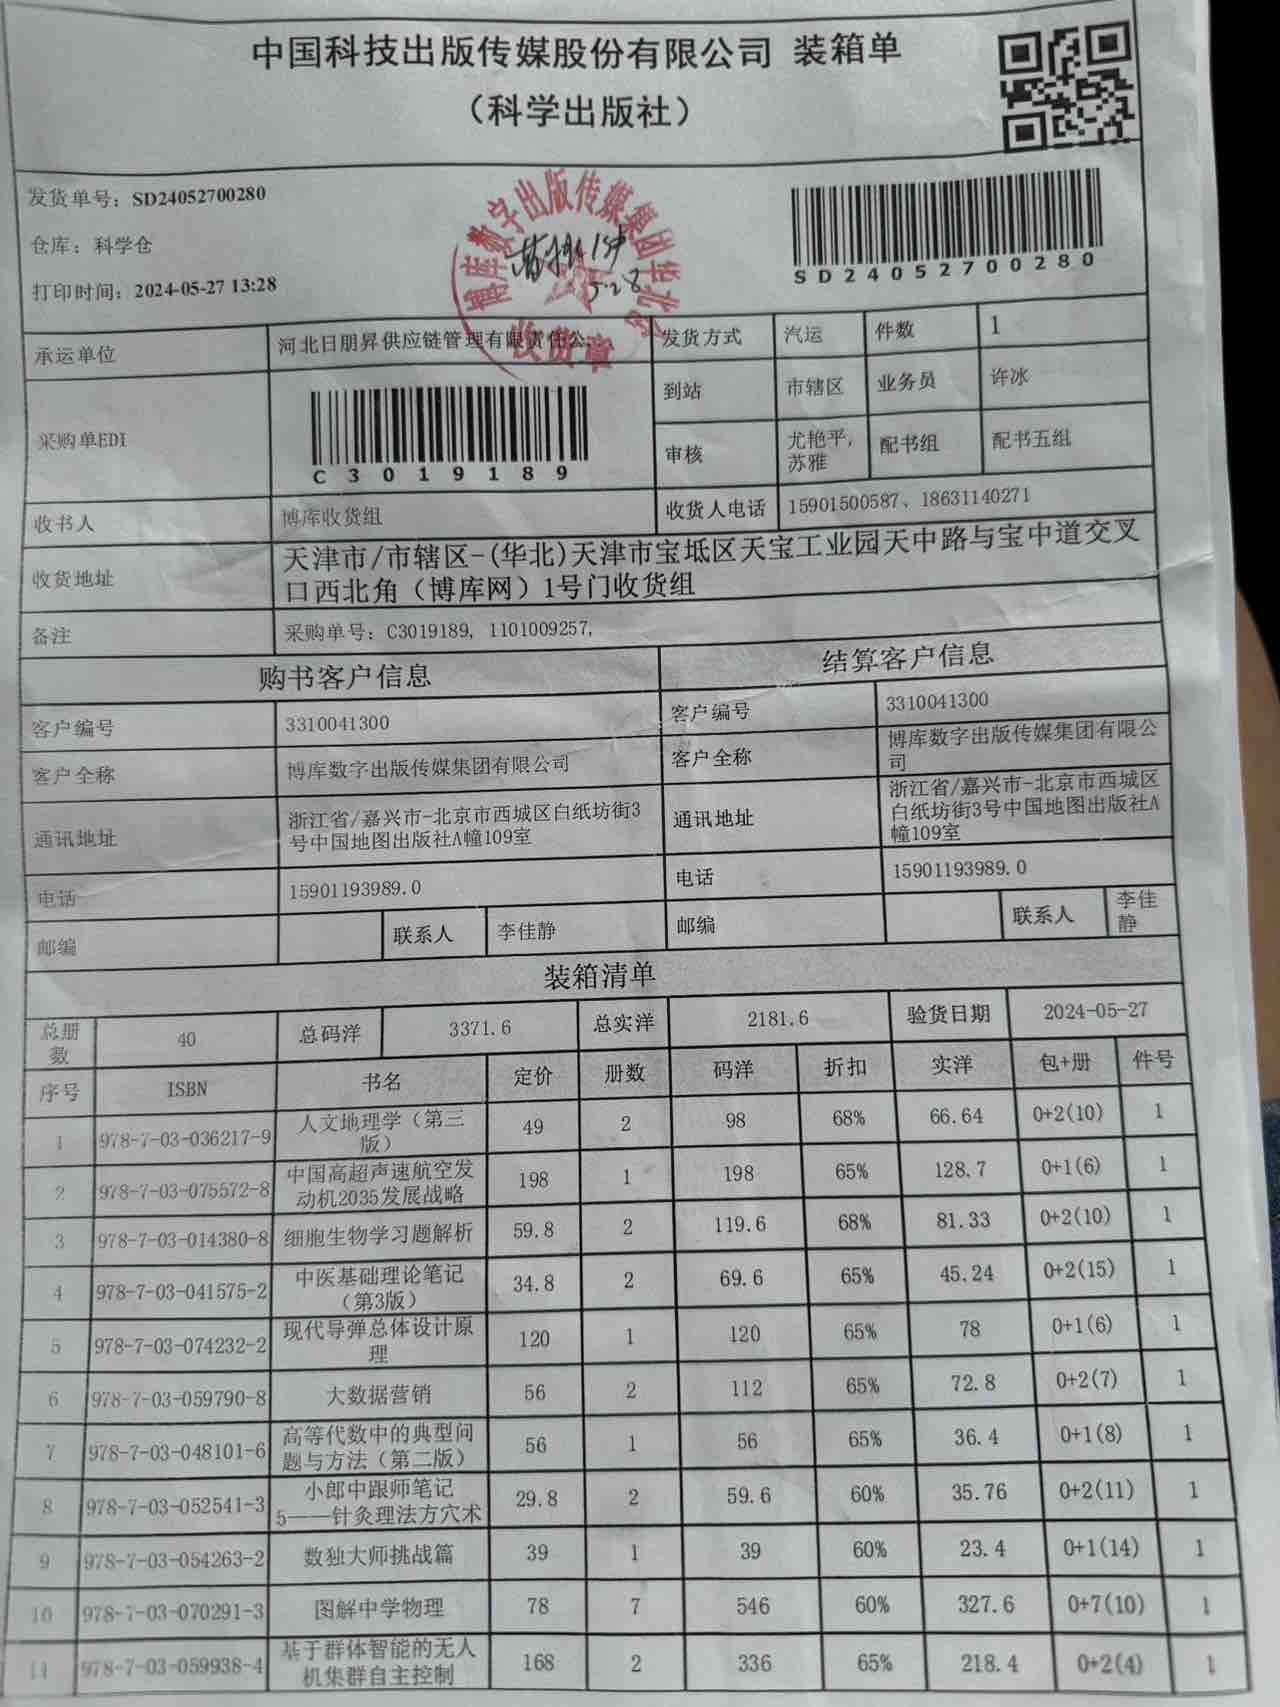 中国科技出版传媒股份有限公司 装箱单
（科学出版社）
发货单号：SD24052700280
仓库：科学仓
打印时间：2024-05-27 13:28
SD24052700280
博库数字出版传媒集团华北
收货章
5.28
承运单位 河北日朋昇供应链管理有限责任公 发货方式 汽运 件数 1
采购单EDI C3019189 到站 市辖区 业务员 许冰
审核 尤艳平, 苏雅 配书组 配书五组
收书人 博库收货组 收货人电话 15901500587、18631140271
收货地址 天津市/市辖区-(华北)天津市宝坻区天宝工业园天中路与宝中道交叉
口西北角（博库网）1号门收货组
备注 采购单号：C3019189, 1101009257,
购书客户信息 结算客户信息
客户编号 3310041300 客户编号 3310041300
客户全称 博库数字出版传媒集团有限公司 客户全称 博库数字出版传媒集团有限公司
通讯地址 浙江省/嘉兴市-北京市西城区白纸坊街3号中国地图出版社A幢109室 通讯地址 浙江省/嘉兴市-北京市西城区白纸坊街3号中国地图出版社A幢109室
电话 15901193989.0 电话 15901193989.0
邮编 联系人 李佳静 邮编 联系人 李佳静
装箱清单
总册数 40 总码洋 3371.6 总实洋 2181.6 验货日期 2024-05-27
序号 ISBN 书名 定价 册数 码洋 折扣 实洋 包+册 件号
1 978-7-03-036217-9 人文地理学（第三版） 49 2 98 68% 66.64 0+2(10) 1
2 978-7-03-075572-8 中国高超声速航空发动机2035发展战略 198 1 198 65% 128.7 0+1(6) 1
3 978-7-03-014380-8 细胞生物学习题解析 59.8 2 119.6 68% 81.33 0+2(10) 1
4 978-7-03-041575-2 中医基础理论笔记（第3版） 34.8 2 69.6 65% 45.24 0+2(15) 1
5 978-7-03-074232-2 现代导弹总体设计原理 120 1 120 65% 78 0+1(6) 1
6 978-7-03-059790-8 大数据营销 56 2 112 65% 72.8 0+2(7) 1
7 978-7-03-048101-6 高等代数中的典型问题与方法（第二版） 56 1 56 65% 36.4 0+1(8) 1
8 978-7-03-052541-3 小郎中跟师笔记5——针灸理法方穴术 29.8 2 59.6 60% 35.76 0+2(11) 1
9 978-7-03-054263-2 数独大师挑战篇 39 1 39 60% 23.4 0+1(14) 1
10 978-7-03-070291-3 图解中学物理 78 7 546 60% 327.6 0+7(10) 1
11 978-7-03-059938-4 基于群体智能的无人机集群自主控制 168 2 336 65% 218.4 0+2(4) 1